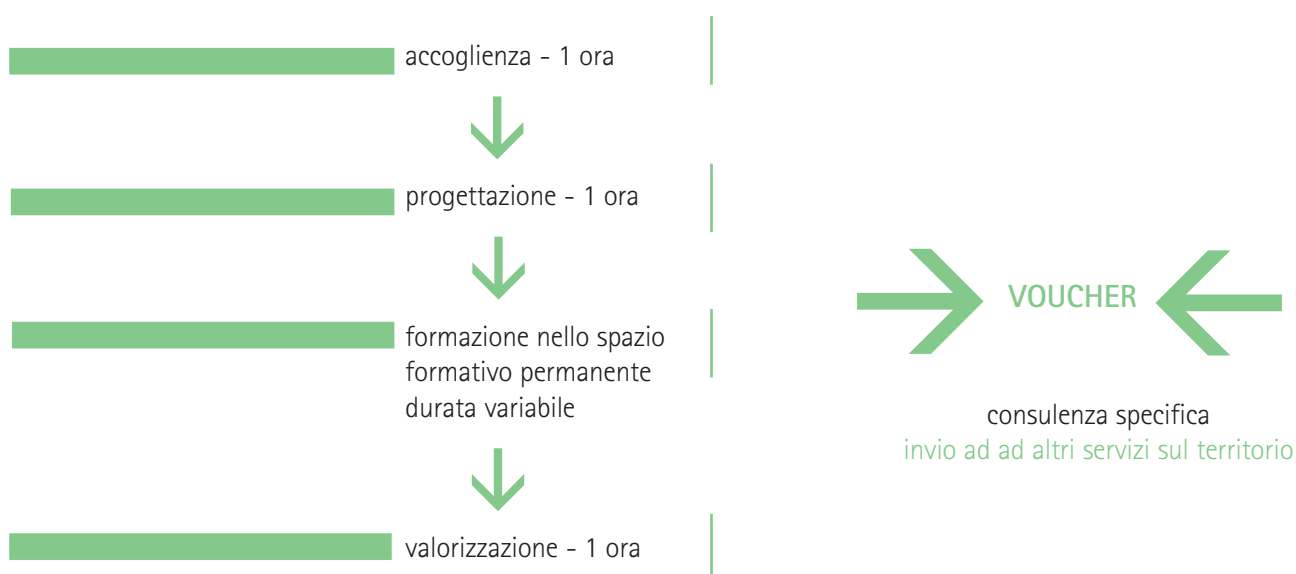 accoglienza - 1 ora
progettazione - 1 ora
formazione nello spazio
formativo permanente
durata variabile
valorizzazione - 1 ora
VOUCHER
consulenza specifica
invio ad ad altri servizi sul territorio